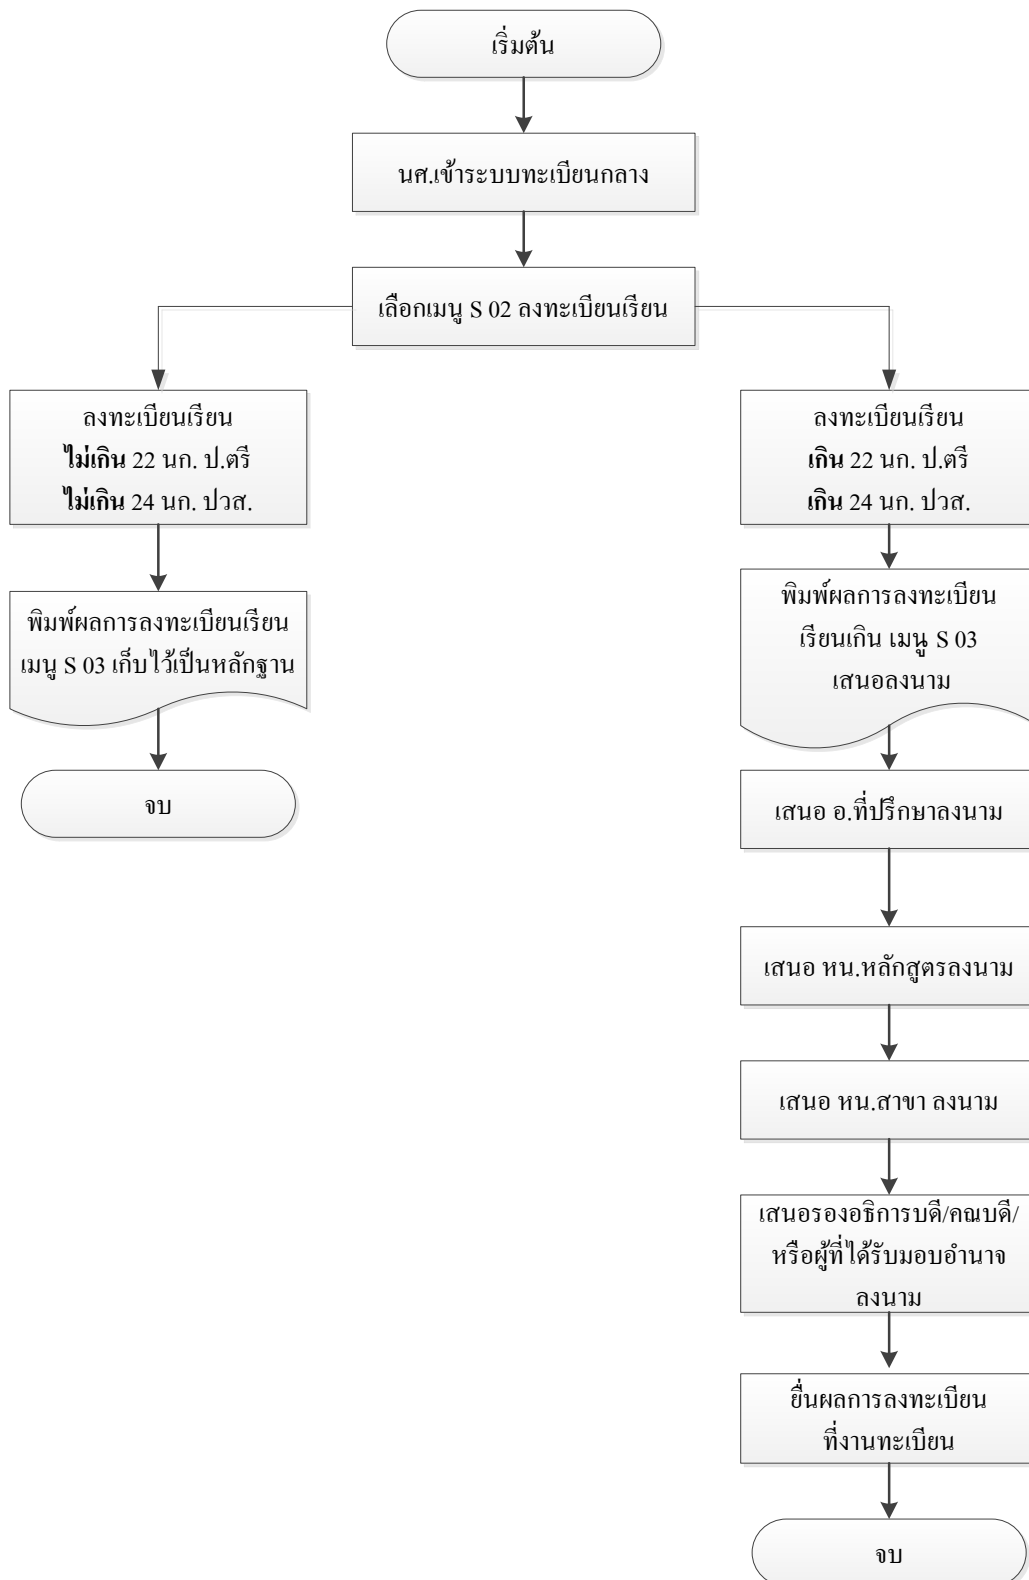 เริ่มต้น
นศ.เข้าระบบทะเบียนกลาง
เลือกเมนู S 02 ลงทะเบียนเรียน
ลงทะเบียนเรียน
ไม่เกิน 22 นก. ป.ตรี
ไม่เกิน 24 นก. ปวส.
พิมพ์ผลการลงทะเบียนเรียน
เมนู S 03 เก็บไว้เป็นหลักฐาน
จบ
ลงทะเบียนเรียน
เกิน 22 นก. ป.ตรี
เกิน 24 นก. ปวส.
พิมพ์ผลการลงทะเบียน
เรียนเกิน เมนู S 03
เสนอลงนาม
เสนอ อ.ที่ปรึกษาลงนาม
เสนอ หน.หลักสูตรลงนาม
เสนอ หน.สาขา ลงนาม
เสนอรองอธิการบดี/คณบดี/
หรือผู้ที่ได้รับมอบอำนาจ
ลงนาม
ยื่นผลการลงทะเบียน
ที่งานทะเบียน
จบ